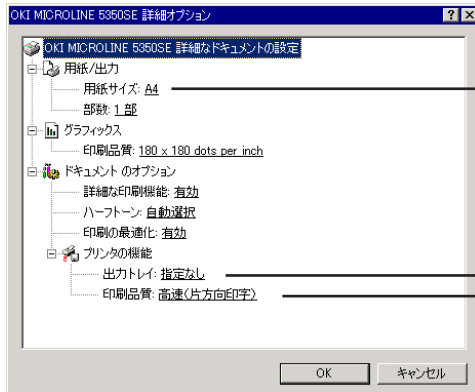 OKI MICROLINE 5350SE 詳細オプション
OKI MICROLINE 5350SE 詳細なドキュメントの設定
用紙/出力
用紙サイズ: A4
部数: 1 部
グラフィックス
印刷品質: 180 x 180 dots per inch
ドキュメント のオプション
詳細な印刷機能: 有効
ハーフトーン: 自動選択
印刷の最適化: 有効
プリンタの機能
出力トレイ: 指定なし
印刷品質: 高速(片方向印字)
OK キャンセル